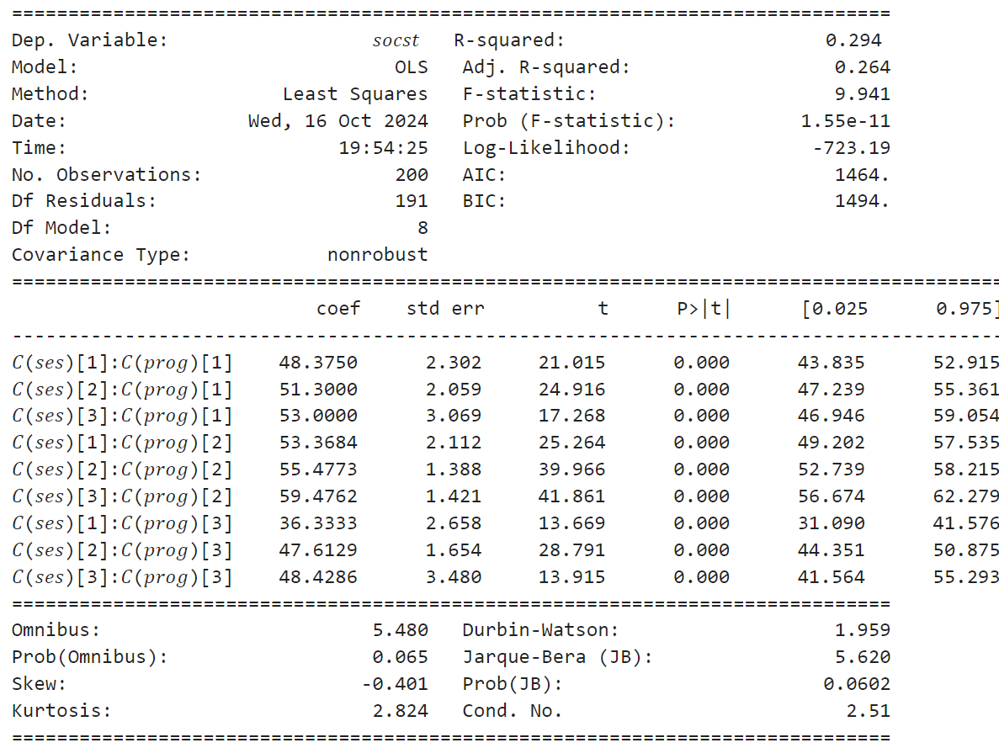 ==============================================================================
Dep. Variable: socst R-squared: 0.294
Model: OLS Adj. R-squared: 0.264
Method: Least Squares F-statistic: 9.941
Date: Wed, 16 Oct 2024 Prob (F-statistic): 1.55e-11
Time: 19:54:25 Log-Likelihood: -723.19
No. Observations: 200 AIC: 1464.
Df Residuals: 191 BIC: 1494.
Df Model: 8
Covariance Type: nonrobust
========================================================================================
coef std err t P>|t| [0.025 0.975]
----------------------------------------------------------------------------------------
C(ses)[1]:C(prog)[1] 48.3750 2.302 21.015 0.000 43.835 52.915
C(ses)[2]:C(prog)[1] 51.3000 2.059 24.916 0.000 47.239 55.361
C(ses)[3]:C(prog)[1] 53.0000 3.069 17.268 0.000 46.946 59.054
C(ses)[1]:C(prog)[2] 53.3684 2.112 25.264 0.000 49.202 57.535
C(ses)[2]:C(prog)[2] 55.4773 1.388 39.966 0.000 52.739 58.215
C(ses)[3]:C(prog)[2] 59.4762 1.421 41.861 0.000 56.674 62.279
C(ses)[1]:C(prog)[3] 36.3333 2.658 13.669 0.000 31.090 41.576
C(ses)[2]:C(prog)[3] 47.6129 1.654 28.791 0.000 44.351 50.875
C(ses)[3]:C(prog)[3] 48.4286 3.480 13.915 0.000 41.564 55.293
==============================================================================
Omnibus: 5.480 Durbin-Watson: 1.959
Prob(Omnibus): 0.065 Jarque-Bera (JB): 5.620
Skew: -0.401 Prob(JB): 0.0602
Kurtosis: 2.824 Cond. No. 2.51
==============================================================================